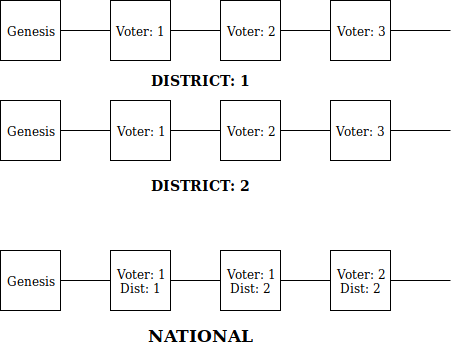 Genesis Voter: 1 Voter: 2 Voter: 3
DISTRICT: 1
Genesis Voter: 1 Voter: 2 Voter: 3
DISTRICT: 2
Genesis
Voter: 1
Dist: 1
Voter: 1
Dist: 2
Voter: 2
Dist: 2
NATIONAL